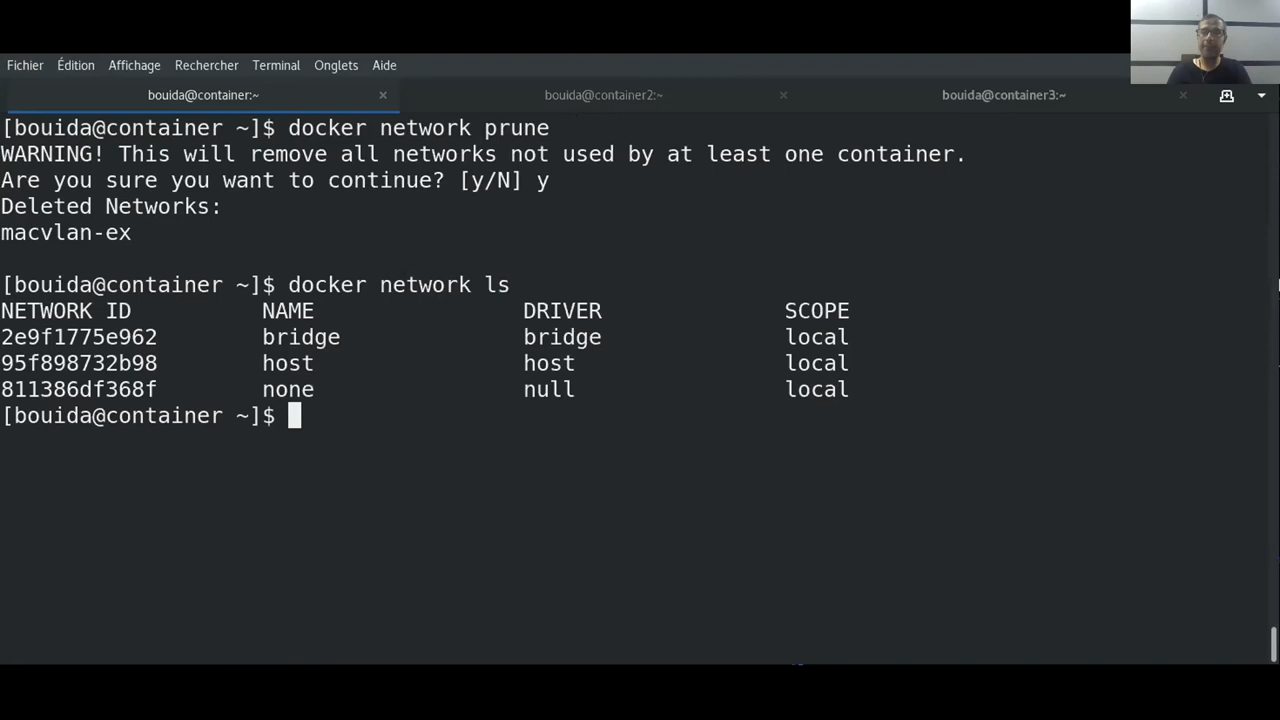 Fichier Édition Affichage Rechercher Terminal Onglets Aide
bouida@container:~ bouida@container2:~ bouida@container3:~
[bouida@container ~]$ docker network prune
WARNING! This will remove all networks not used by at least one container.
Are you sure you want to continue? [y/N] y
Deleted Networks:
macvlan-ex
[bouida@container ~]$ docker network ls
NETWORK ID NAME DRIVER SCOPE
2e9f1775e962 bridge bridge local
95f898732b98 host host local
811386df368f none null local
[bouida@container ~]$